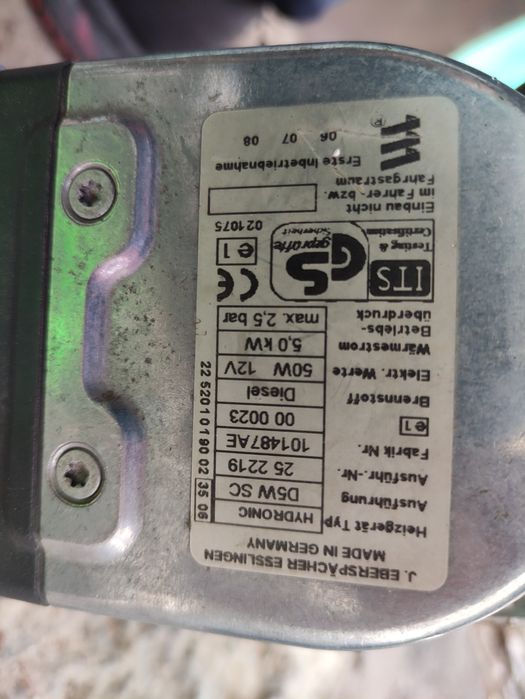 J. EBERSPÄCHER ESSLINGEN
MADE IN GERMANY
Heizgerät Typ HYDRONIC
Ausführung D5W SC
Ausführ.-Nr. 25 2219
Fabrik Nr. 101487AE
e1 00 0023
Brennstoff Diesel
Elektr. Werte 50W 12V
Wärmestrom 5,0 kW
Betriebs-
überdruck max. 2,5 bar
22 52010190 02 35 06
ITS
Testing &
Certification
geprüfte
GS
Sicherheit
CE
e1
021075
Einbau nicht
im Fahrer- bzw.
Fahrgastraum
Erste Inbetriebnahme
06 07 08
®